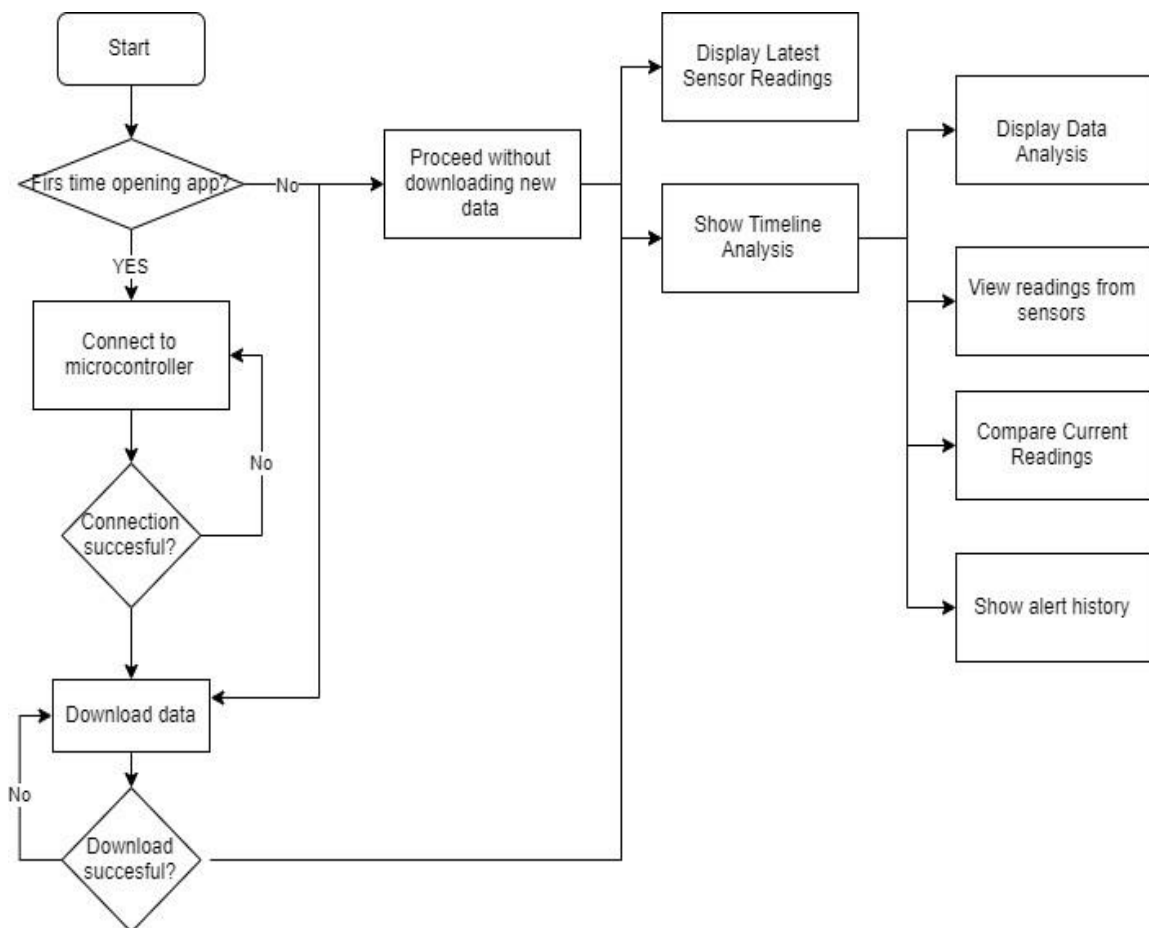 Start
Firs time opening app?
No
YES
Connect to
microcontroller
No
Connection
succesful?
Download data
No
Download
succesful?
Proceed without
downloading new
data
Display Latest
Sensor Readings
Show Timeline
Analysis
Display Data
Analysis
View readings from
sensors
Compare Current
Readings
Show alert history